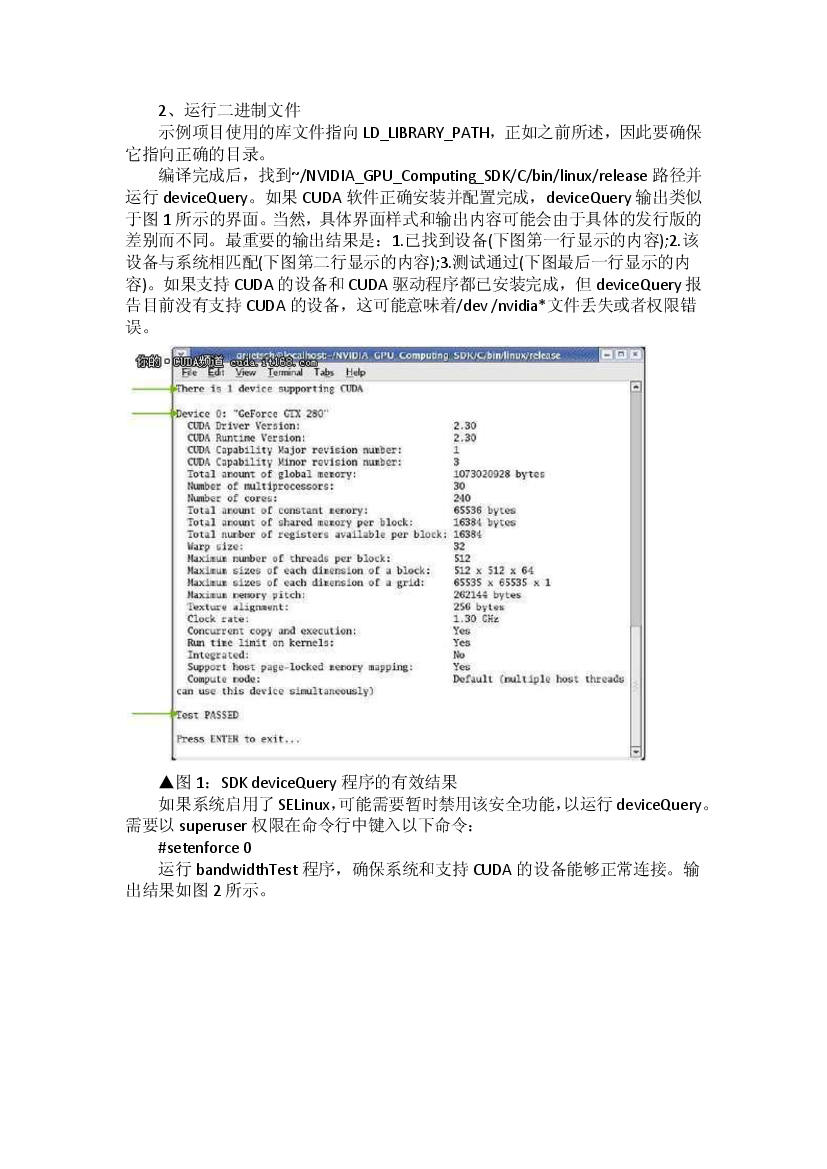 2、运行二进制文件
示例项目使用的库文件指向 LD_LIBRARY_PATH，正如之前所述，因此要确保
它指向正确的目录。
编译完成后，找到~/NVIDIA_GPU_Computing_SDK/C/bin/linux/release 路径并
运行 deviceQuery。如果 CUDA 软件正确安装并配置完成，deviceQuery 输出类似
于图 1 所示的界面。当然，具体界面样式和输出内容可能会由于具体的发行版的
差别而不同。最重要的输出结果是：1.已找到设备(下图第一行显示的内容);2.该
设备与系统相匹配(下图第二行显示的内容);3.测试通过(下图最后一行显示的内
容)。如果支持 CUDA 的设备和 CUDA 驱动程序都已安装完成，但 deviceQuery 报
告目前没有支持 CUDA 的设备，这可能意味着/dev /nvidia*文件丢失或者权限错
误。
@localhost:~/NVIDIA_GPU_Computing_SDK/C/bin/linux/release
你的·CUDA频道 cuda.it168.com
File Edit View Terminal Tabs Help
There is 1 device supporting CUDA
Device 0: "GeForce GTX 280"
CUDA Driver Version: 2.30
CUDA Runtime Version: 2.30
CUDA Capability Major revision number: 1
CUDA Capability Minor revision number: 3
Total amount of global memory: 1073020928 bytes
Number of multiprocessors: 30
Number of cores: 240
Total amount of constant memory: 65536 bytes
Total amount of shared memory per block: 16384 bytes
Total number of registers available per block: 16384
Warp size: 32
Maximum number of threads per block: 512
Maximum sizes of each dimension of a block: 512 x 512 x 64
Maximum sizes of each dimension of a grid: 65535 x 65535 x 1
Maximum memory pitch: 262144 bytes
Texture alignment: 256 bytes
Clock rate: 1.30 GHz
Concurrent copy and execution: Yes
Run time limit on kernels: Yes
Integrated: No
Support host page-locked memory mapping: Yes
Compute mode: Default (multiple host threads
can use this device simultaneously)
Test PASSED
Press ENTER to exit...
▲图 1：SDK deviceQuery 程序的有效结果
如果系统启用了 SELinux，可能需要暂时禁用该安全功能，以运行 deviceQuery。
需要以 superuser 权限在命令行中键入以下命令：
#setenforce 0
运行 bandwidthTest 程序，确保系统和支持 CUDA 的设备能够正常连接。输
出结果如图 2 所示。